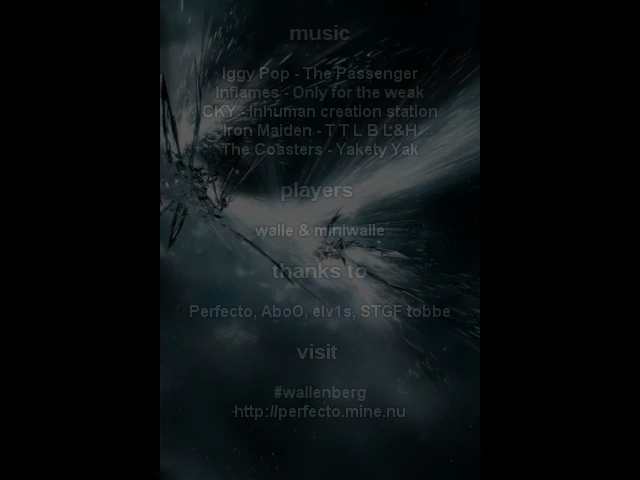 music
Iggy Pop - The Passenger
Inflames - Only for the weak
CKY - Inhuman creation station
Iron Maiden - T T L B L&H
The Coasters - Yakety Yak
players
walle & miniwalle
thanks to
Perfecto, AboO, elv1s, STGF tobbe
visit
#wallenberg
http://perfecto.mine.nu